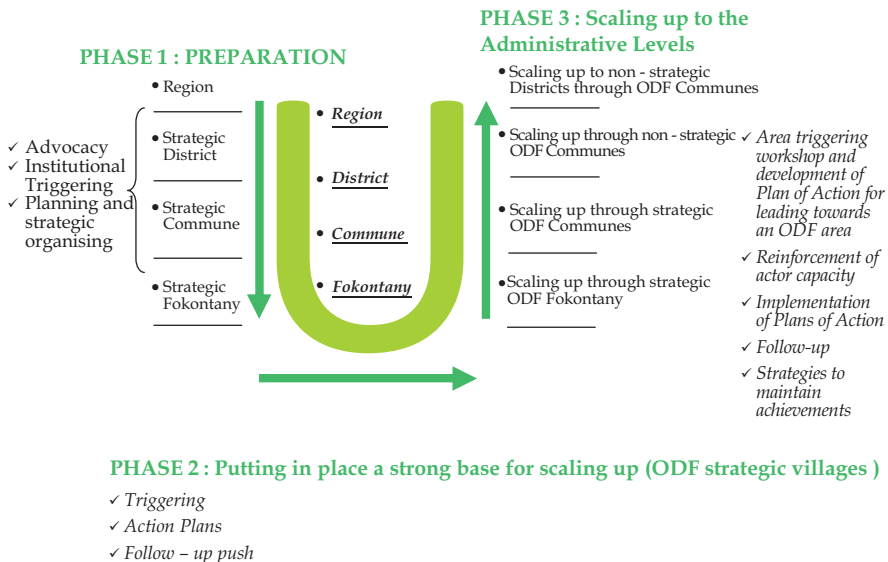 PHASE 1 : PREPARATION
• Region
• Strategic
District
• Strategic
Commune
• Strategic
Fokontany
✓ Advocacy
✓ Institutional
Triggering
✓ Planning and
strategic
organising
• Region
• District
• Commune
• Fokontany
PHASE 3 : Scaling up to the
Administrative Levels
• Scaling up to non - strategic
Districts through ODF Communes
• Scaling up through non - strategic
ODF Communes
• Scaling up through strategic
ODF Communes
• Scaling up through strategic
ODF Fokontany
✓ Area triggering
workshop and
development of
Plan of Action for
leading towards
an ODF area
✓ Reinforcement of
actor capacity
✓ Implementation
of Plans of Action
✓ Follow-up
✓ Strategies to
maintain
achievements
PHASE 2 : Putting in place a strong base for scaling up (ODF strategic villages )
✓ Triggering
✓ Action Plans
✓ Follow – up push